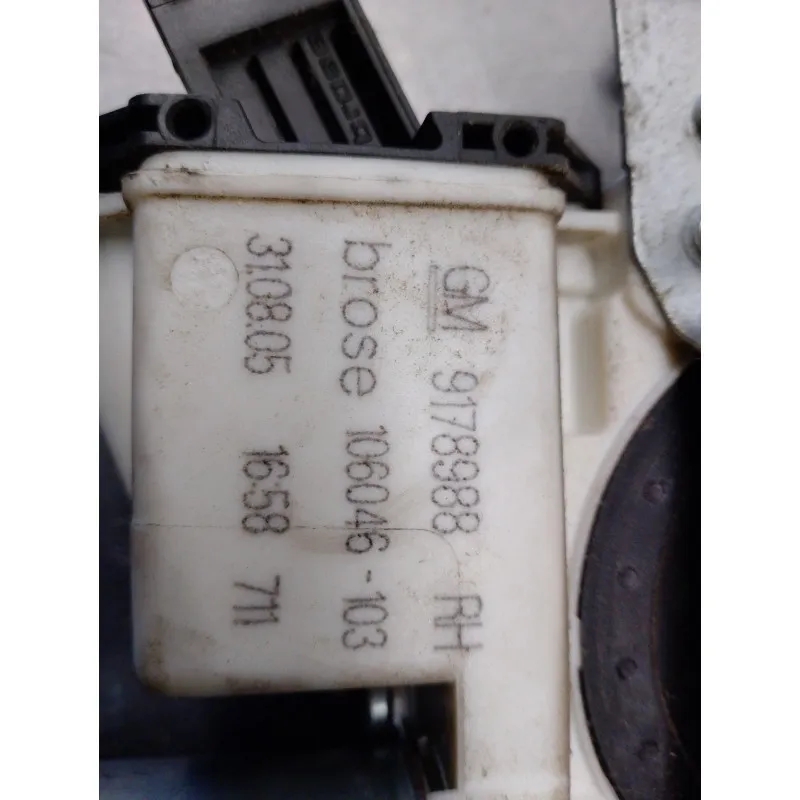 GM 9178988 RH
brose 106046-103
31.08.05 16:58 711